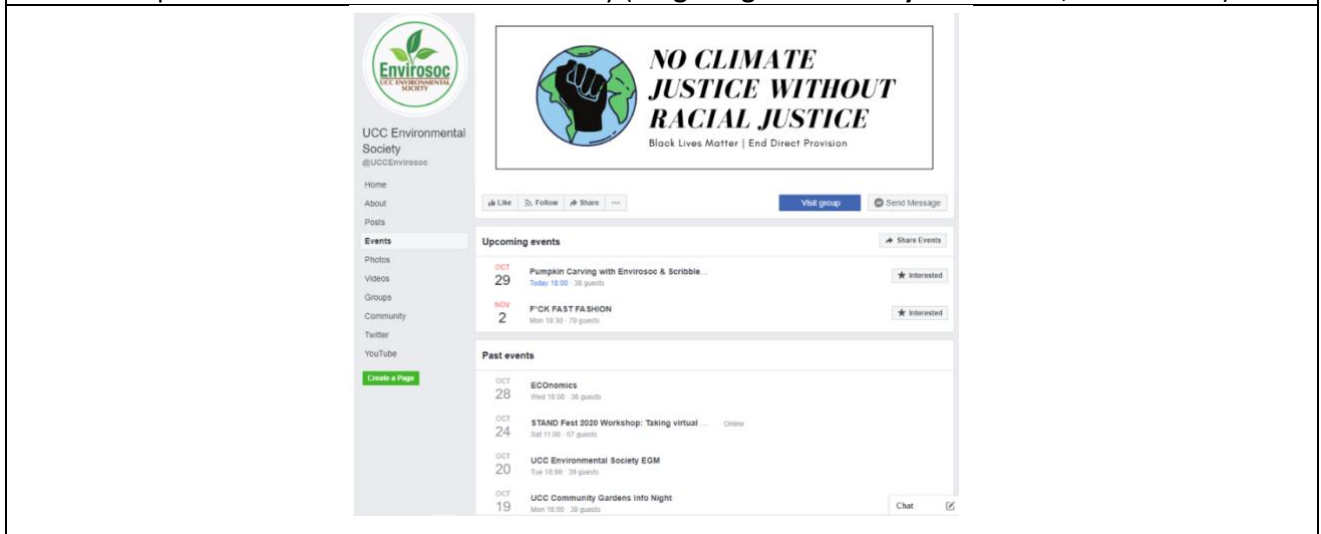 Envirosoc
UCC ENVIRONMENTAL
SOCIETY
UCC Environmental
Society
@UCCEnvirosoc
Home
About
Posts
Events
Photos
Videos
Groups
Community
Twitter
YouTube
Create a Page
NO CLIMATE
JUSTICE WITHOUT
RACIAL JUSTICE
Black Lives Matter | End Direct Provision
Like Follow Share ... Visit group Send Message
Upcoming events Share Events
OCT
29
Pumpkin Carving with Envirosoc & Scribble...
Today 18:00 · 38 guests
Interested
NOV
2
F*CK FAST FASHION
Mon 18:30 · 79 guests
Interested
Past events
OCT
28
ECOnomics
Wed 18:00 · 36 guests
OCT
24
STAND Fest 2020 Workshop: Taking virtual ... Online
Sat 11:00 · 67 guests
OCT
20
UCC Environmental Society EGM
Tue 18:00 · 39 guests
OCT
19
UCC Community Gardens Info Night
Mon 18:00 · 39 guests
Chat